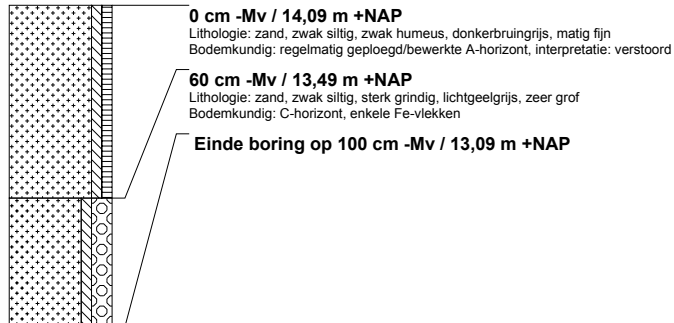 0 cm -Mv / 14,09 m +NAP
Lithologie: zand, zwak siltig, zwak humeus, donkerbruingrijs, matig fijn
Bodemkundig: regelmatig geploegd/bewerkte A-horizont, interpretatie: verstoord
60 cm -Mv / 13,49 m +NAP
Lithologie: zand, zwak siltig, sterk grindig, lichtgeelgrijs, zeer grof
Bodemkundig: C-horizont, enkele Fe-vlekken
Einde boring op 100 cm -Mv / 13,09 m +NAP